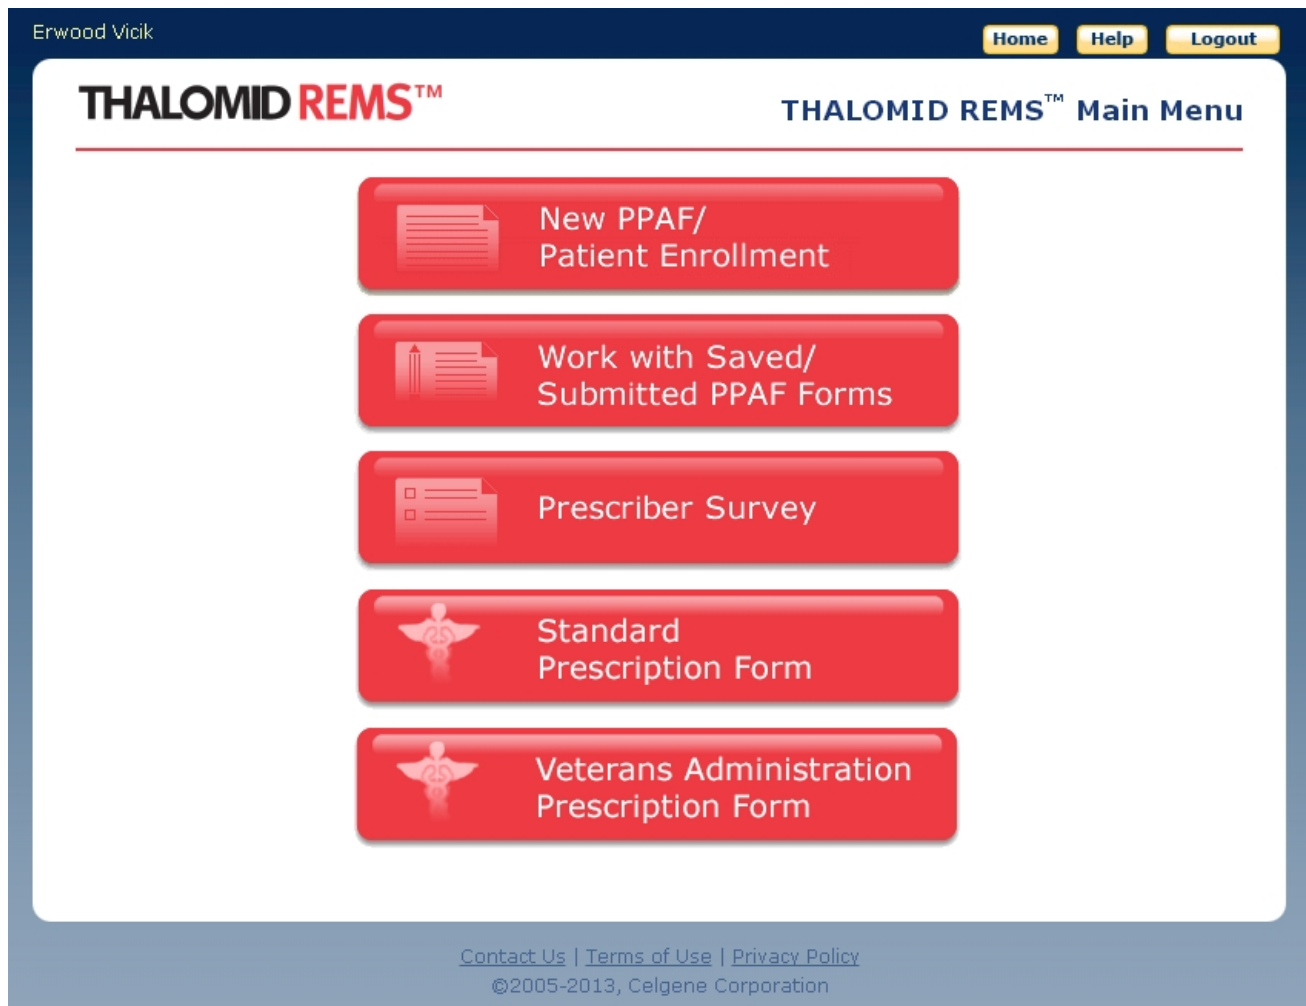 Erwood Vicik
Home Help Logout
THALOMID REMS™
THALOMID REMS™ Main Menu
New PPAF/
Patient Enrollment
Work with Saved/
Submitted PPAF Forms
Prescriber Survey
Standard
Prescription Form
Veterans Administration
Prescription Form
Contact Us | Terms of Use | Privacy Policy
©2005-2013, Celgene Corporation